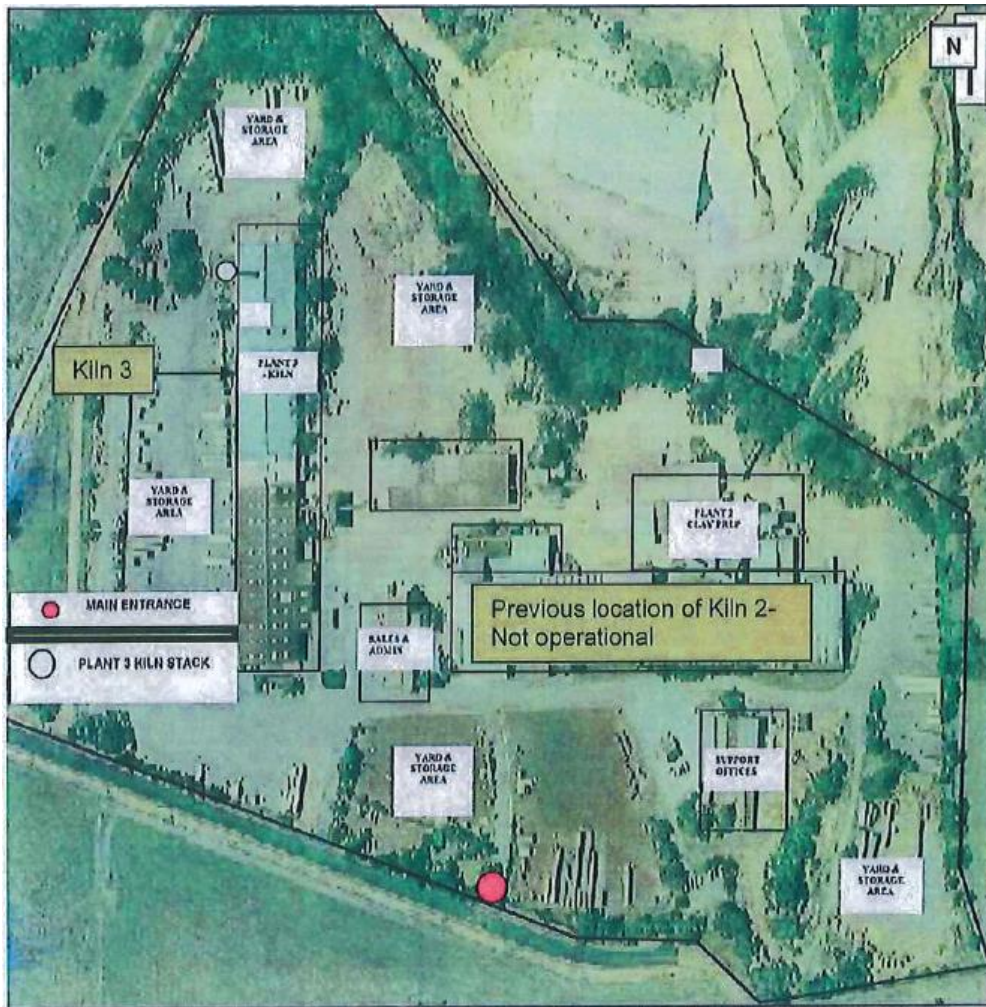 N
YARD &
STORAGE
AREA
YARD &
STORAGE
AREA
Kiln 3
PLANT 3
- KILN
YARD &
STORAGE
AREA
PLANT 2
CLAY PREP
MAIN ENTRANCE
PLANT 3 KILN STACK
SALES &
ADMIN
Previous location of Kiln 2-
Not operational
YARD &
STORAGE
AREA
SUPPORT
OFFICES
YARD &
STORAGE
AREA